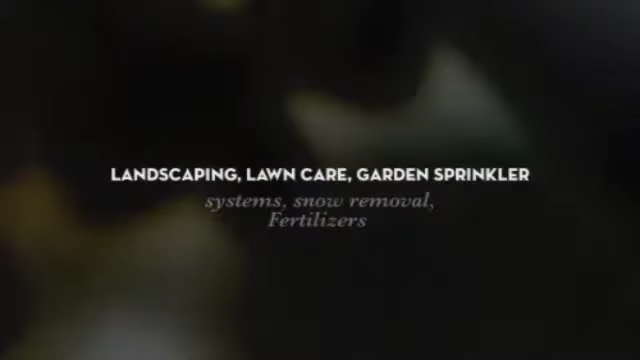 LANDSCAPING, LAWN CARE, GARDEN SPRINKLER
systems, snow removal,
Fertilizers